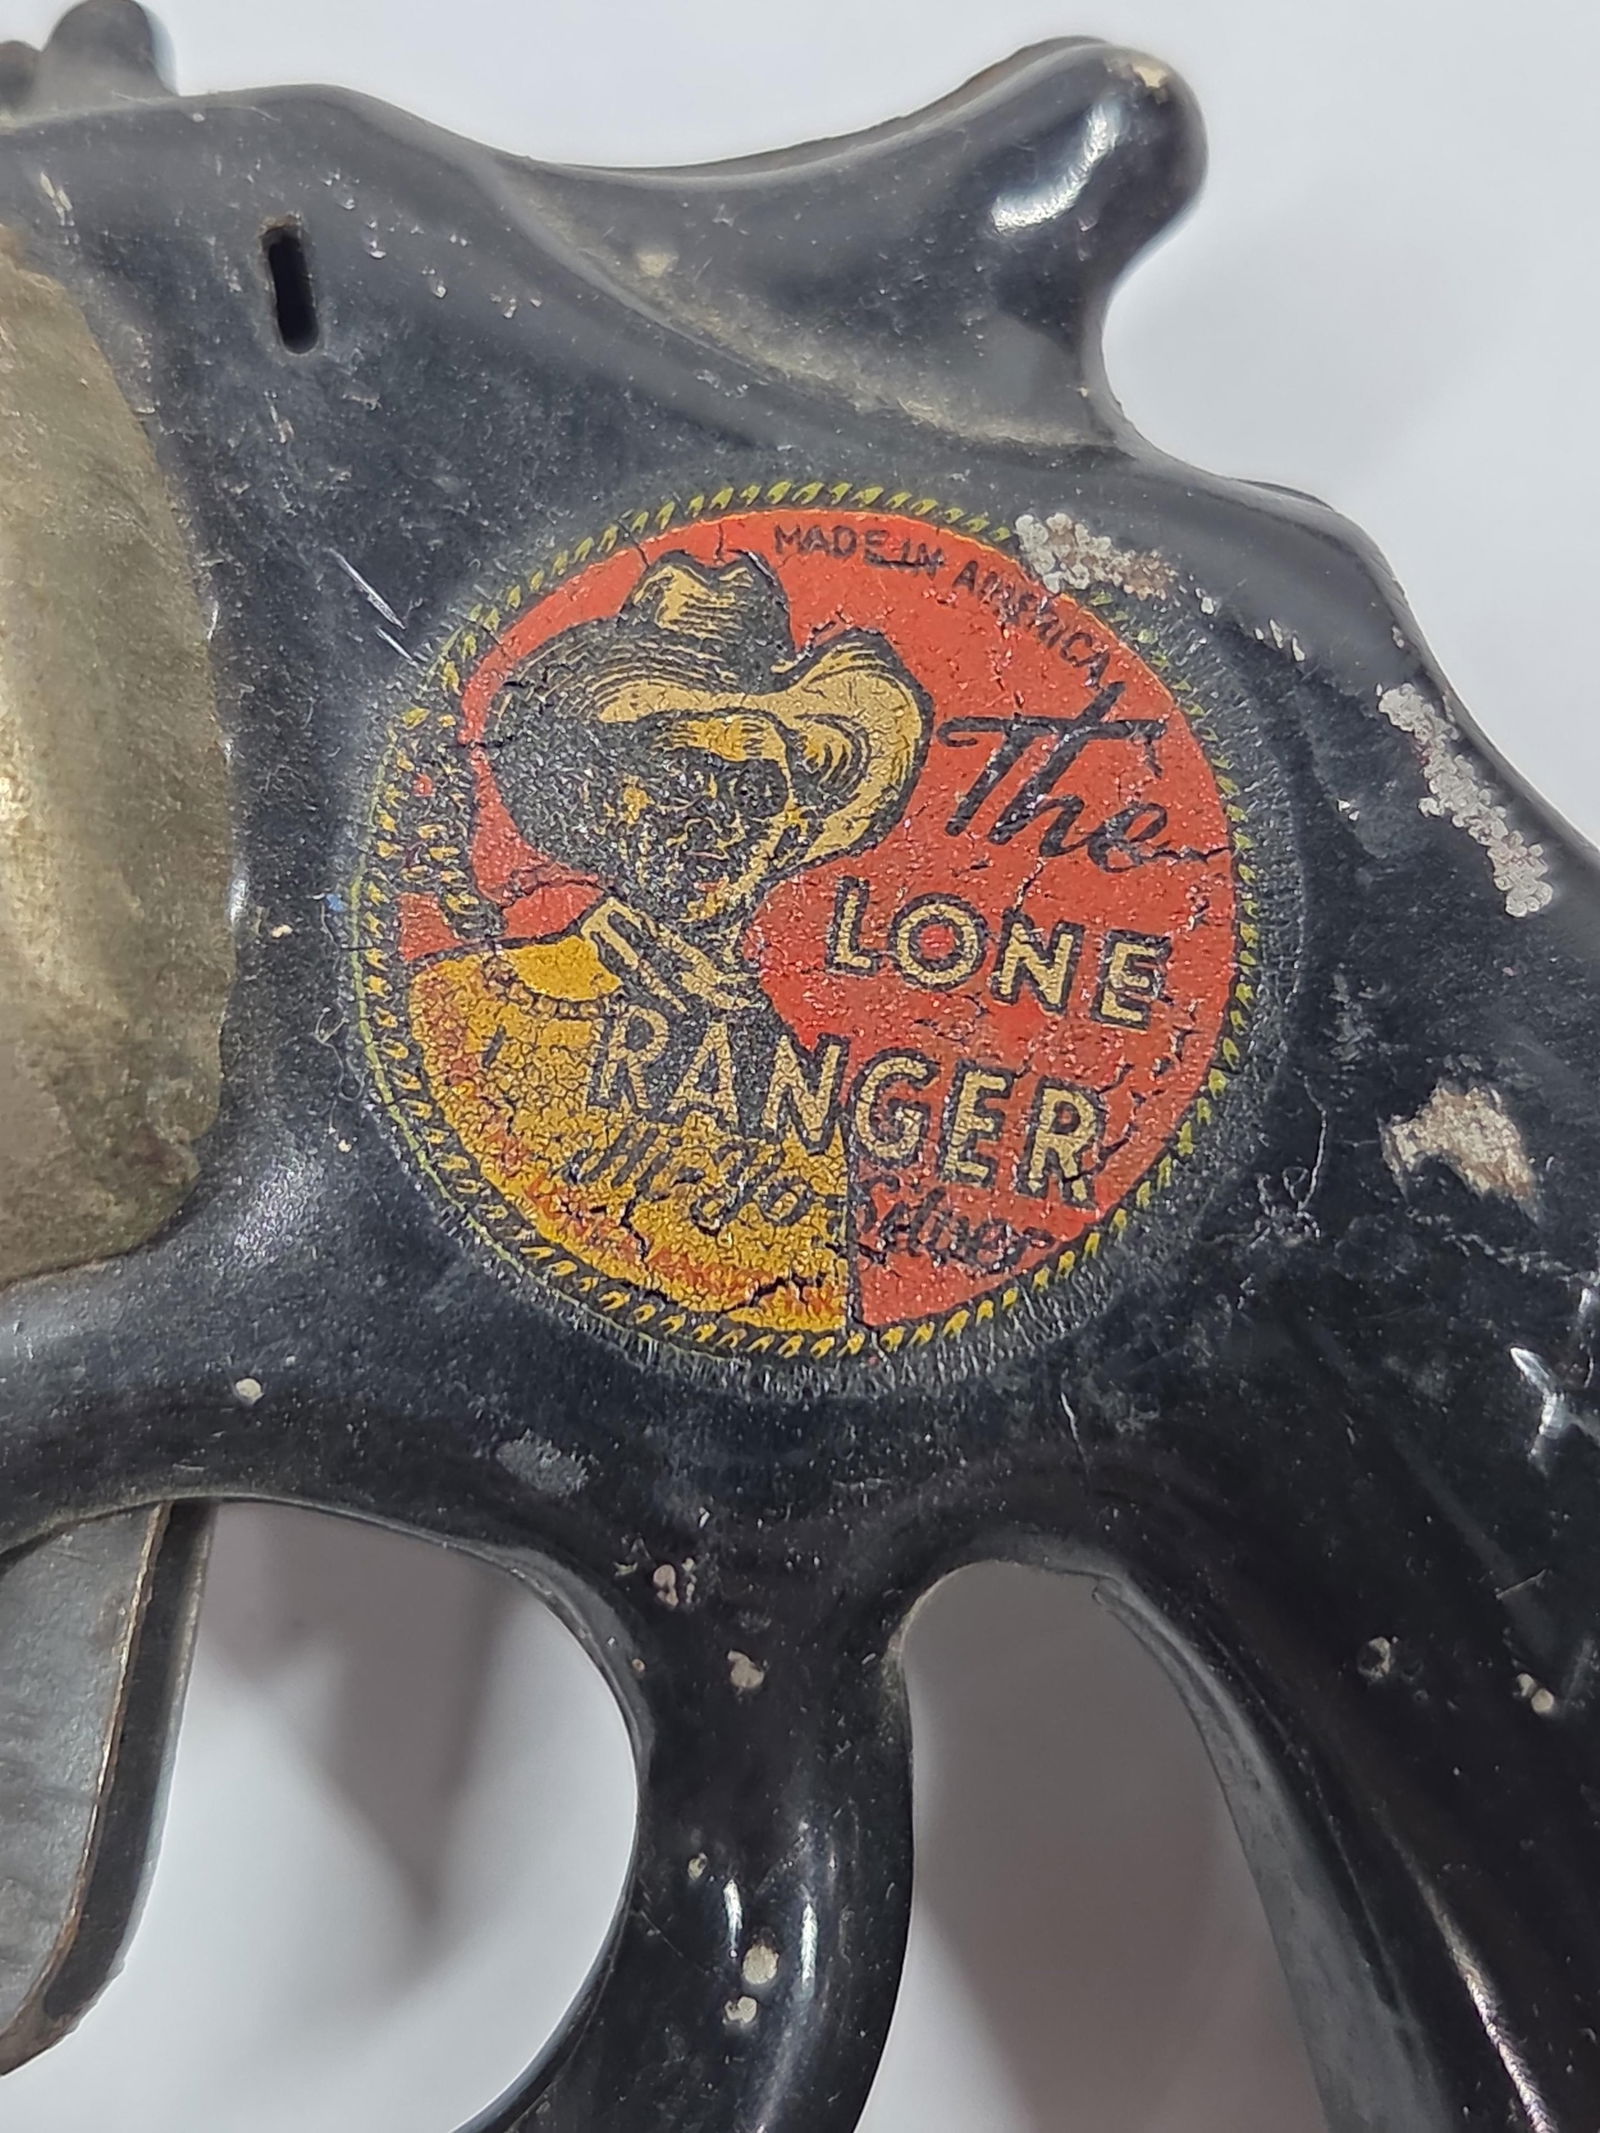 MADE IN AMERICA
The
LONE
RANGER
Hi-Yo Silver